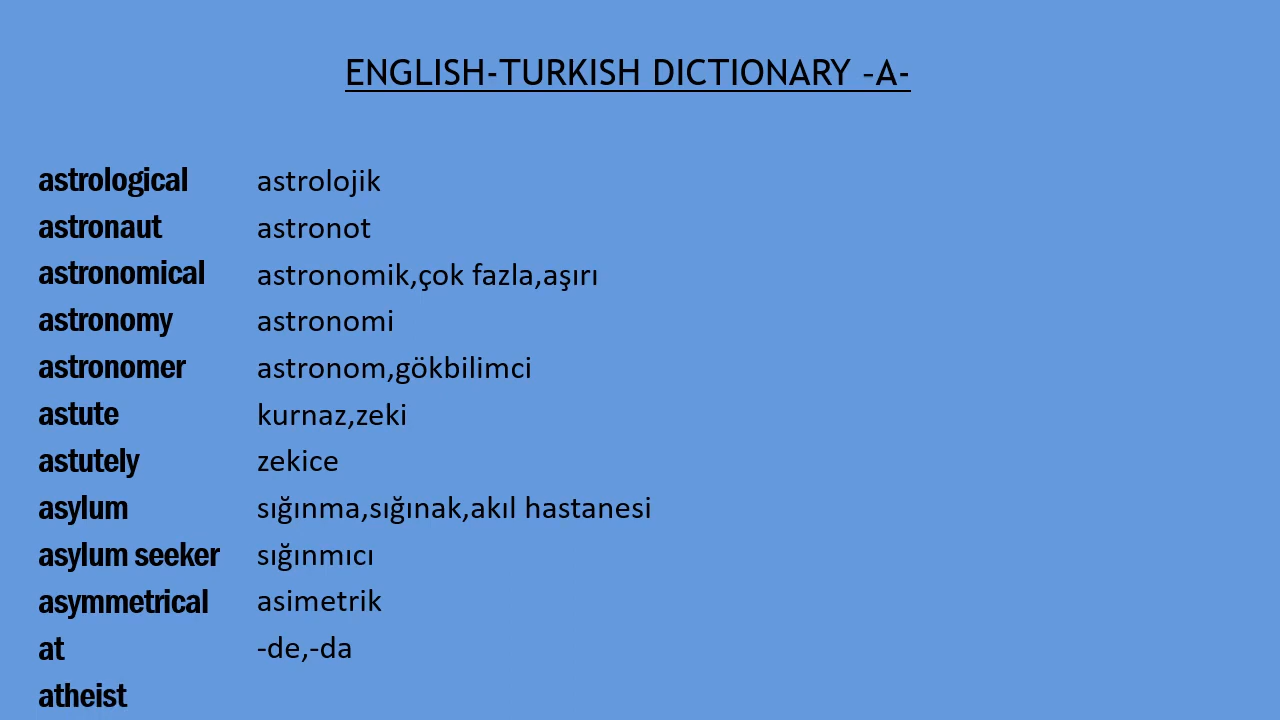 ENGLISH-TURKISH DICTIONARY –A-
astrological astrolojik
astronaut astronot
astronomical astronomik,çok fazla,aşırı
astronomy astronomi
astronomer astronom,gökbilimci
astute kurnaz,zeki
astutely zekice
asylum sığınma,sığınak,akıl hastanesi
asylum seeker sığınmıcı
asymmetrical asimetrik
at -de,-da
atheist